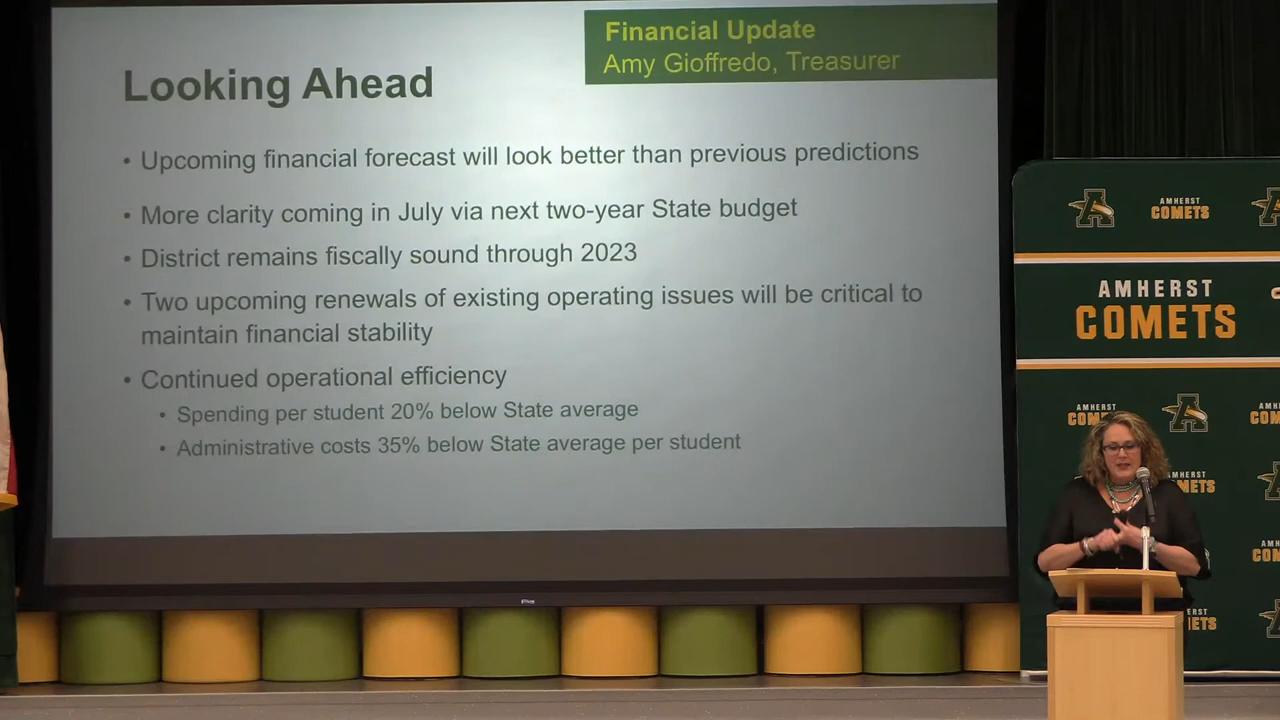 Financial Update
Amy Gioffredo, Treasurer
Looking Ahead
• Upcoming financial forecast will look better than previous predictions
• More clarity coming in July via next two-year State budget
• District remains fiscally sound through 2023
• Two upcoming renewals of existing operating issues will be critical to
maintain financial stability
• Continued operational efficiency
• Spending per student 20% below State average
• Administrative costs 35% below State average per student
A
AMHERST
COMETS
AMHERST
COMETS
AMHERST
A